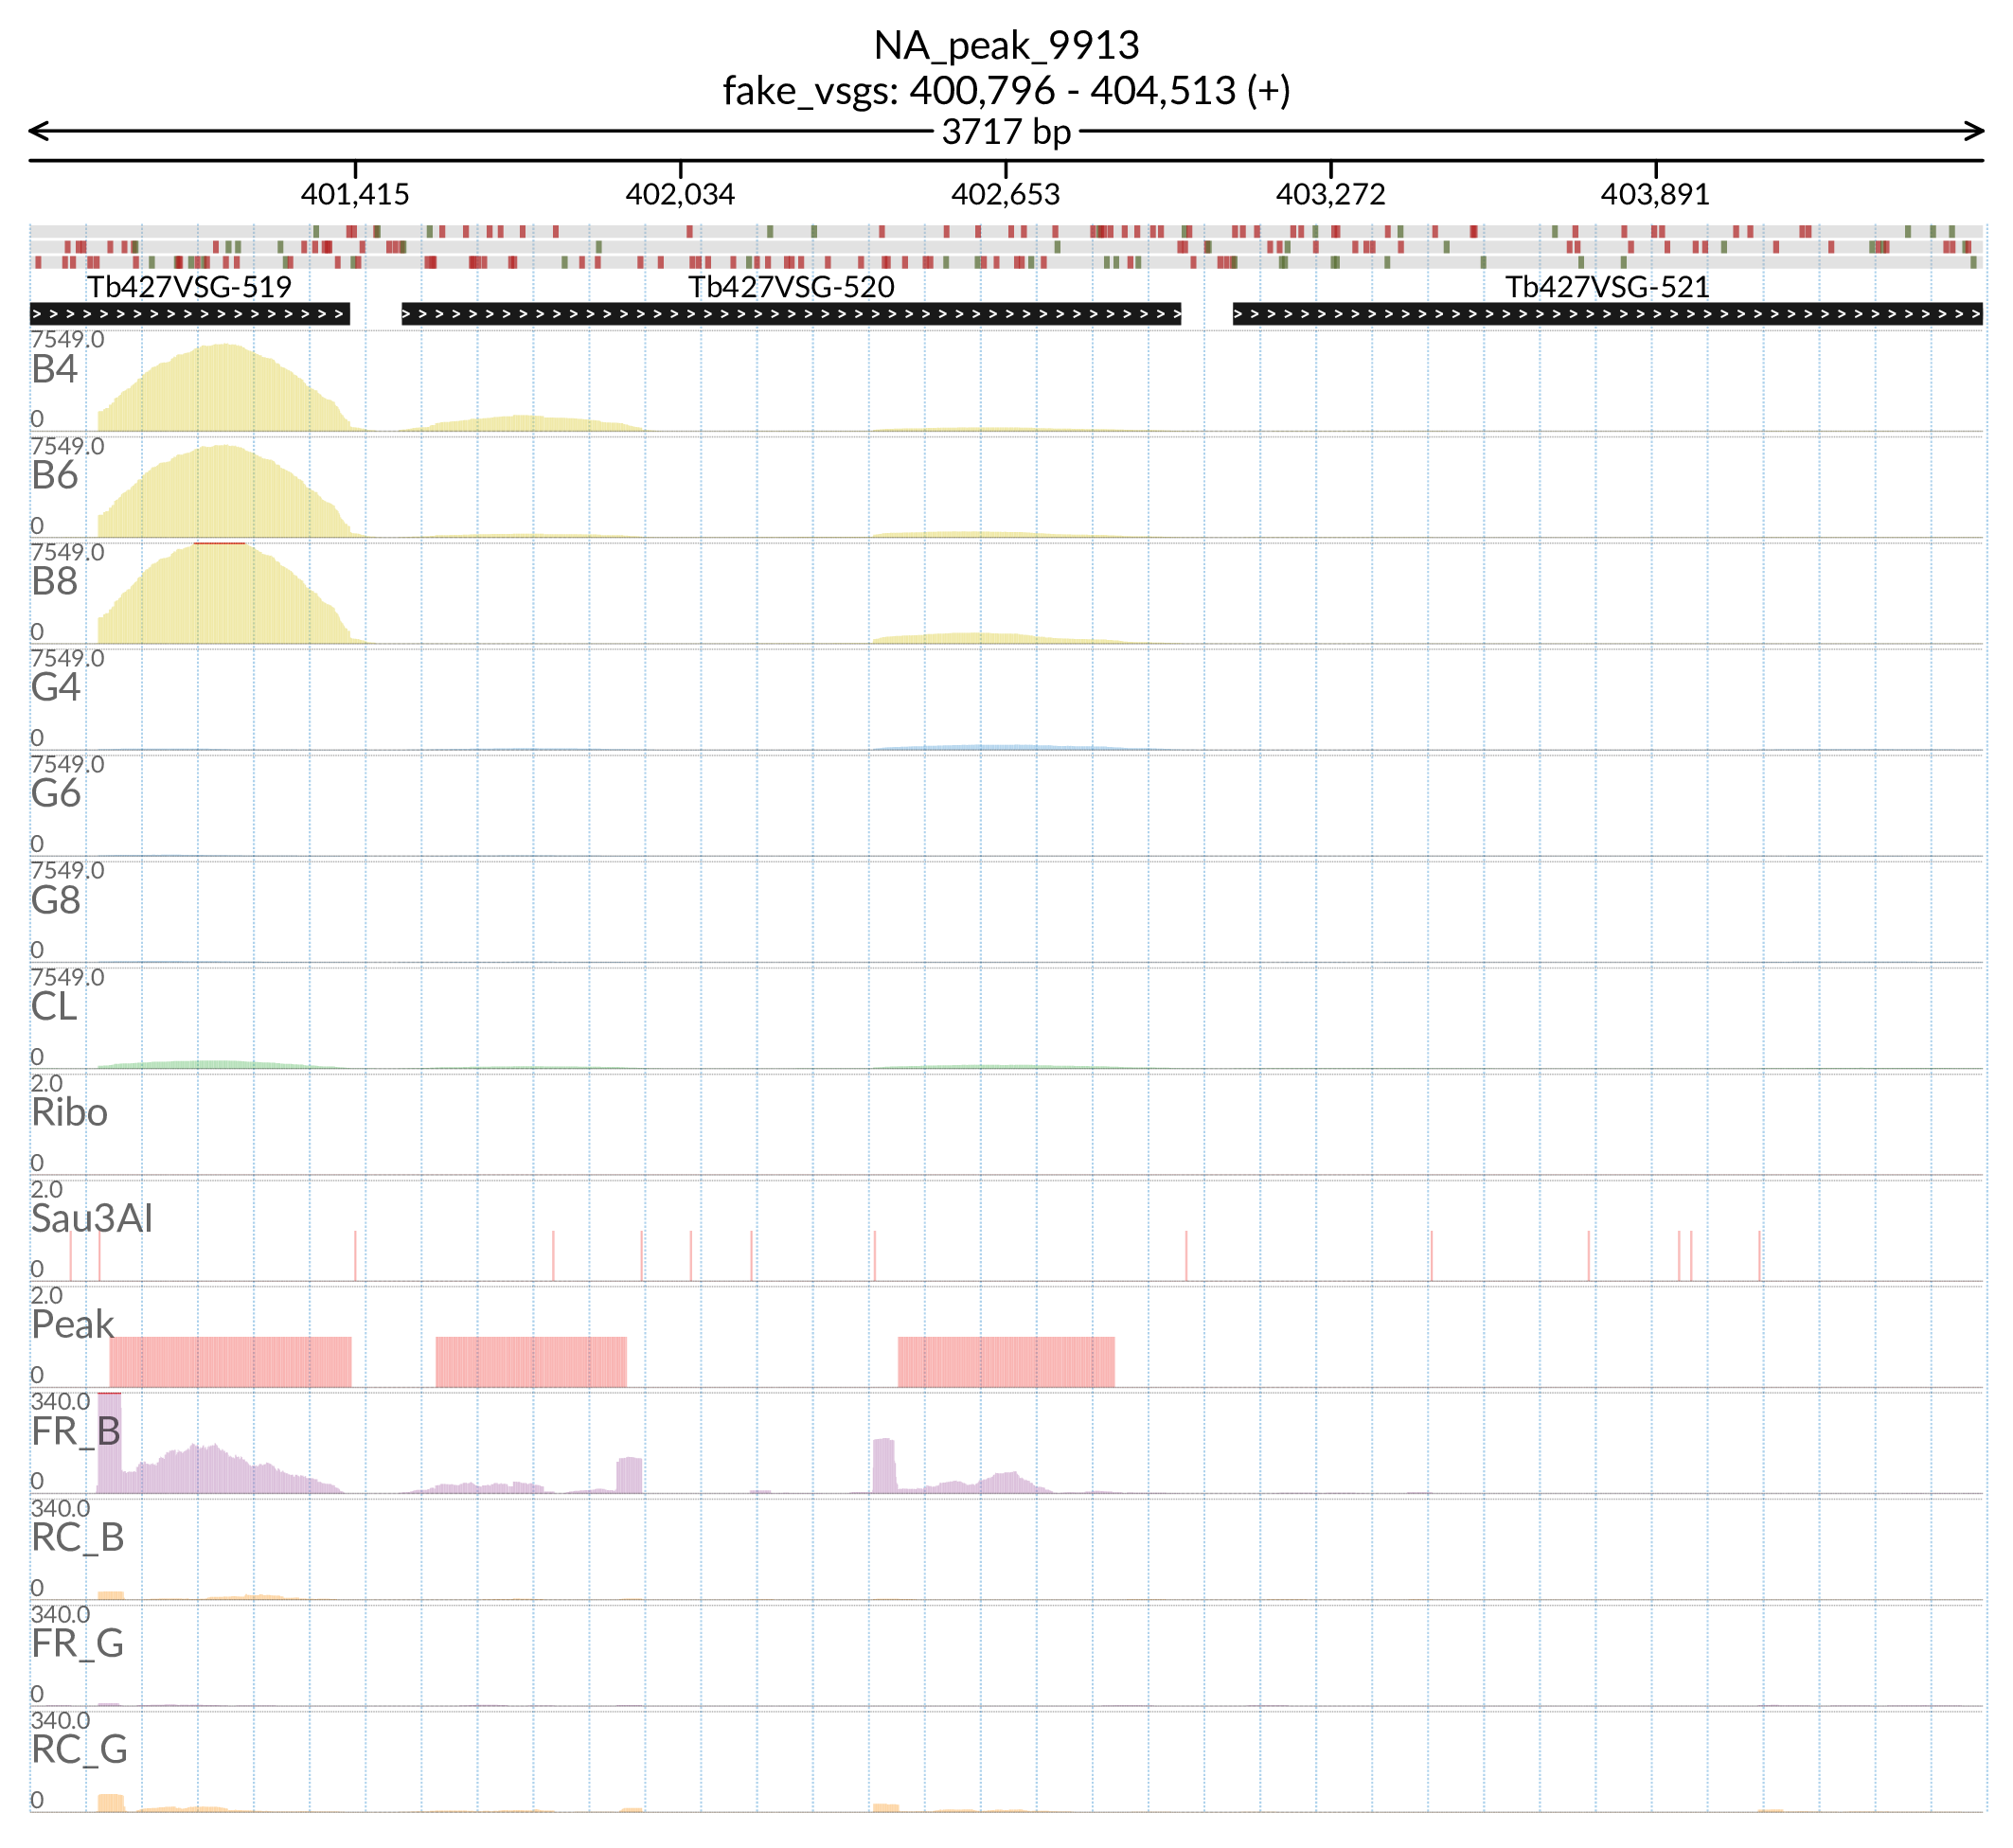 NA_peak_9913
fake_vsgs: 400,796 - 404,513 (+)
3717 bp
401,415 402,034 402,653 403,272 403,891
Tb427VSG-519 Tb427VSG-520 Tb427VSG-521
7549.0
B4
0
7549.0
B6
0
7549.0
B8
0
7549.0
G4
0
7549.0
G6
0
7549.0
G8
0
7549.0
CL
0
2.0
Ribo
0
2.0
Sau3AI
0
2.0
Peak
0
340.0
FR_B
0
340.0
RC_B
0
340.0
FR_G
0
340.0
RC_G
0